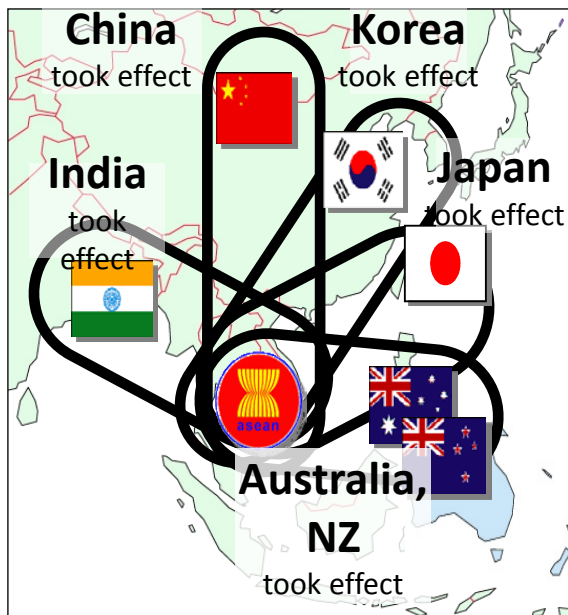 China
took effect
Korea
took effect
India
took
effect
Japan
took effect
asean
Australia,
NZ
took effect